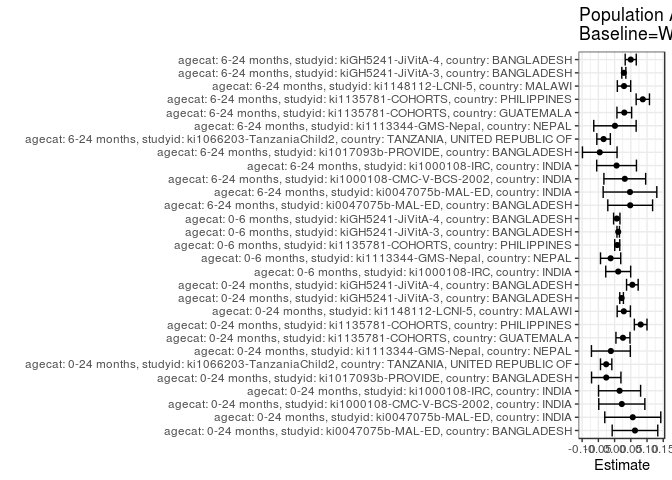 Population A
Baseline=W
agecat: 6-24 months, studyid: kiGH5241-JiVitA-4, country: BANGLADESH
agecat: 6-24 months, studyid: kiGH5241-JiVitA-3, country: BANGLADESH
agecat: 6-24 months, studyid: ki1148112-LCNI-5, country: MALAWI
agecat: 6-24 months, studyid: ki1135781-COHORTS, country: PHILIPPINES
agecat: 6-24 months, studyid: ki1135781-COHORTS, country: GUATEMALA
agecat: 6-24 months, studyid: ki1113344-GMS-Nepal, country: NEPAL
agecat: 6-24 months, studyid: ki1066203-TanzaniaChild2, country: TANZANIA, UNITED REPUBLIC OF
agecat: 6-24 months, studyid: ki1017093b-PROVIDE, country: BANGLADESH
agecat: 6-24 months, studyid: ki1000108-IRC, country: INDIA
agecat: 6-24 months, studyid: ki1000108-CMC-V-BCS-2002, country: INDIA
agecat: 6-24 months, studyid: ki0047075b-MAL-ED, country: INDIA
agecat: 6-24 months, studyid: ki0047075b-MAL-ED, country: BANGLADESH
agecat: 0-6 months, studyid: kiGH5241-JiVitA-4, country: BANGLADESH
agecat: 0-6 months, studyid: kiGH5241-JiVitA-3, country: BANGLADESH
agecat: 0-6 months, studyid: ki1135781-COHORTS, country: PHILIPPINES
agecat: 0-6 months, studyid: ki1113344-GMS-Nepal, country: NEPAL
agecat: 0-6 months, studyid: ki1000108-IRC, country: INDIA
agecat: 0-24 months, studyid: kiGH5241-JiVitA-4, country: BANGLADESH
agecat: 0-24 months, studyid: kiGH5241-JiVitA-3, country: BANGLADESH
agecat: 0-24 months, studyid: ki1148112-LCNI-5, country: MALAWI
agecat: 0-24 months, studyid: ki1135781-COHORTS, country: PHILIPPINES
agecat: 0-24 months, studyid: ki1135781-COHORTS, country: GUATEMALA
agecat: 0-24 months, studyid: ki1113344-GMS-Nepal, country: NEPAL
agecat: 0-24 months, studyid: ki1066203-TanzaniaChild2, country: TANZANIA, UNITED REPUBLIC OF
agecat: 0-24 months, studyid: ki1017093b-PROVIDE, country: BANGLADESH
agecat: 0-24 months, studyid: ki1000108-IRC, country: INDIA
agecat: 0-24 months, studyid: ki1000108-CMC-V-BCS-2002, country: INDIA
agecat: 0-24 months, studyid: ki0047075b-MAL-ED, country: INDIA
agecat: 0-24 months, studyid: ki0047075b-MAL-ED, country: BANGLADESH
-0.10 -0.05 0.00 0.05 0.10 0.15
Estimate